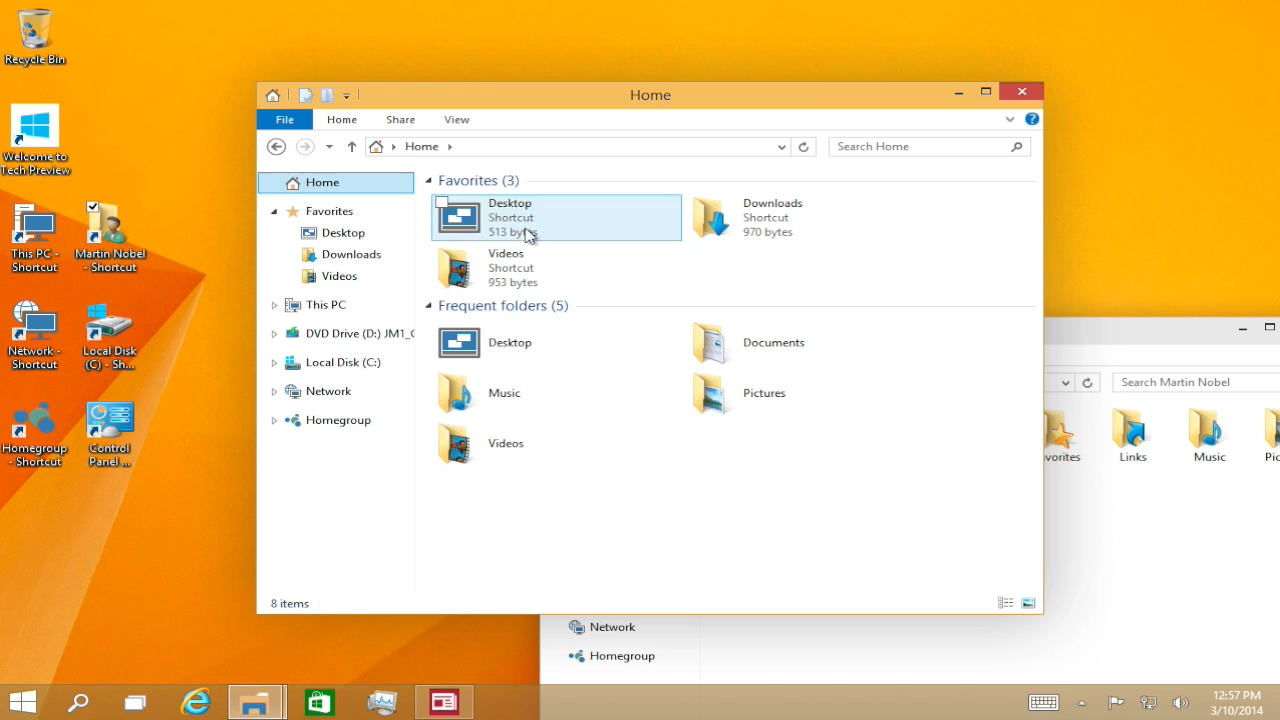 Recycle Bin
Welcome to
Tech Preview
This PC -
Shortcut
Martin Nobel
- Shortcut
Network -
Shortcut
Local Disk
(C) - Sh...
Homegroup
- Shortcut
Control
Panel ...
Home
File
Home
Share
View
Home
Search Home
Home
Favorites
Desktop
Downloads
Videos
This PC
DVD Drive (D:) JM1_C
Local Disk (C:)
Network
Homegroup
Favorites (3)
Desktop
Shortcut
513 bytes
Downloads
Shortcut
970 bytes
Videos
Shortcut
953 bytes
Frequent folders (5)
Desktop
Documents
Music
Pictures
Videos
8 items
Search Martin Nobel
avorites
Links
Music
Pic
Network
Homegroup
12:57 PM
3/10/2014